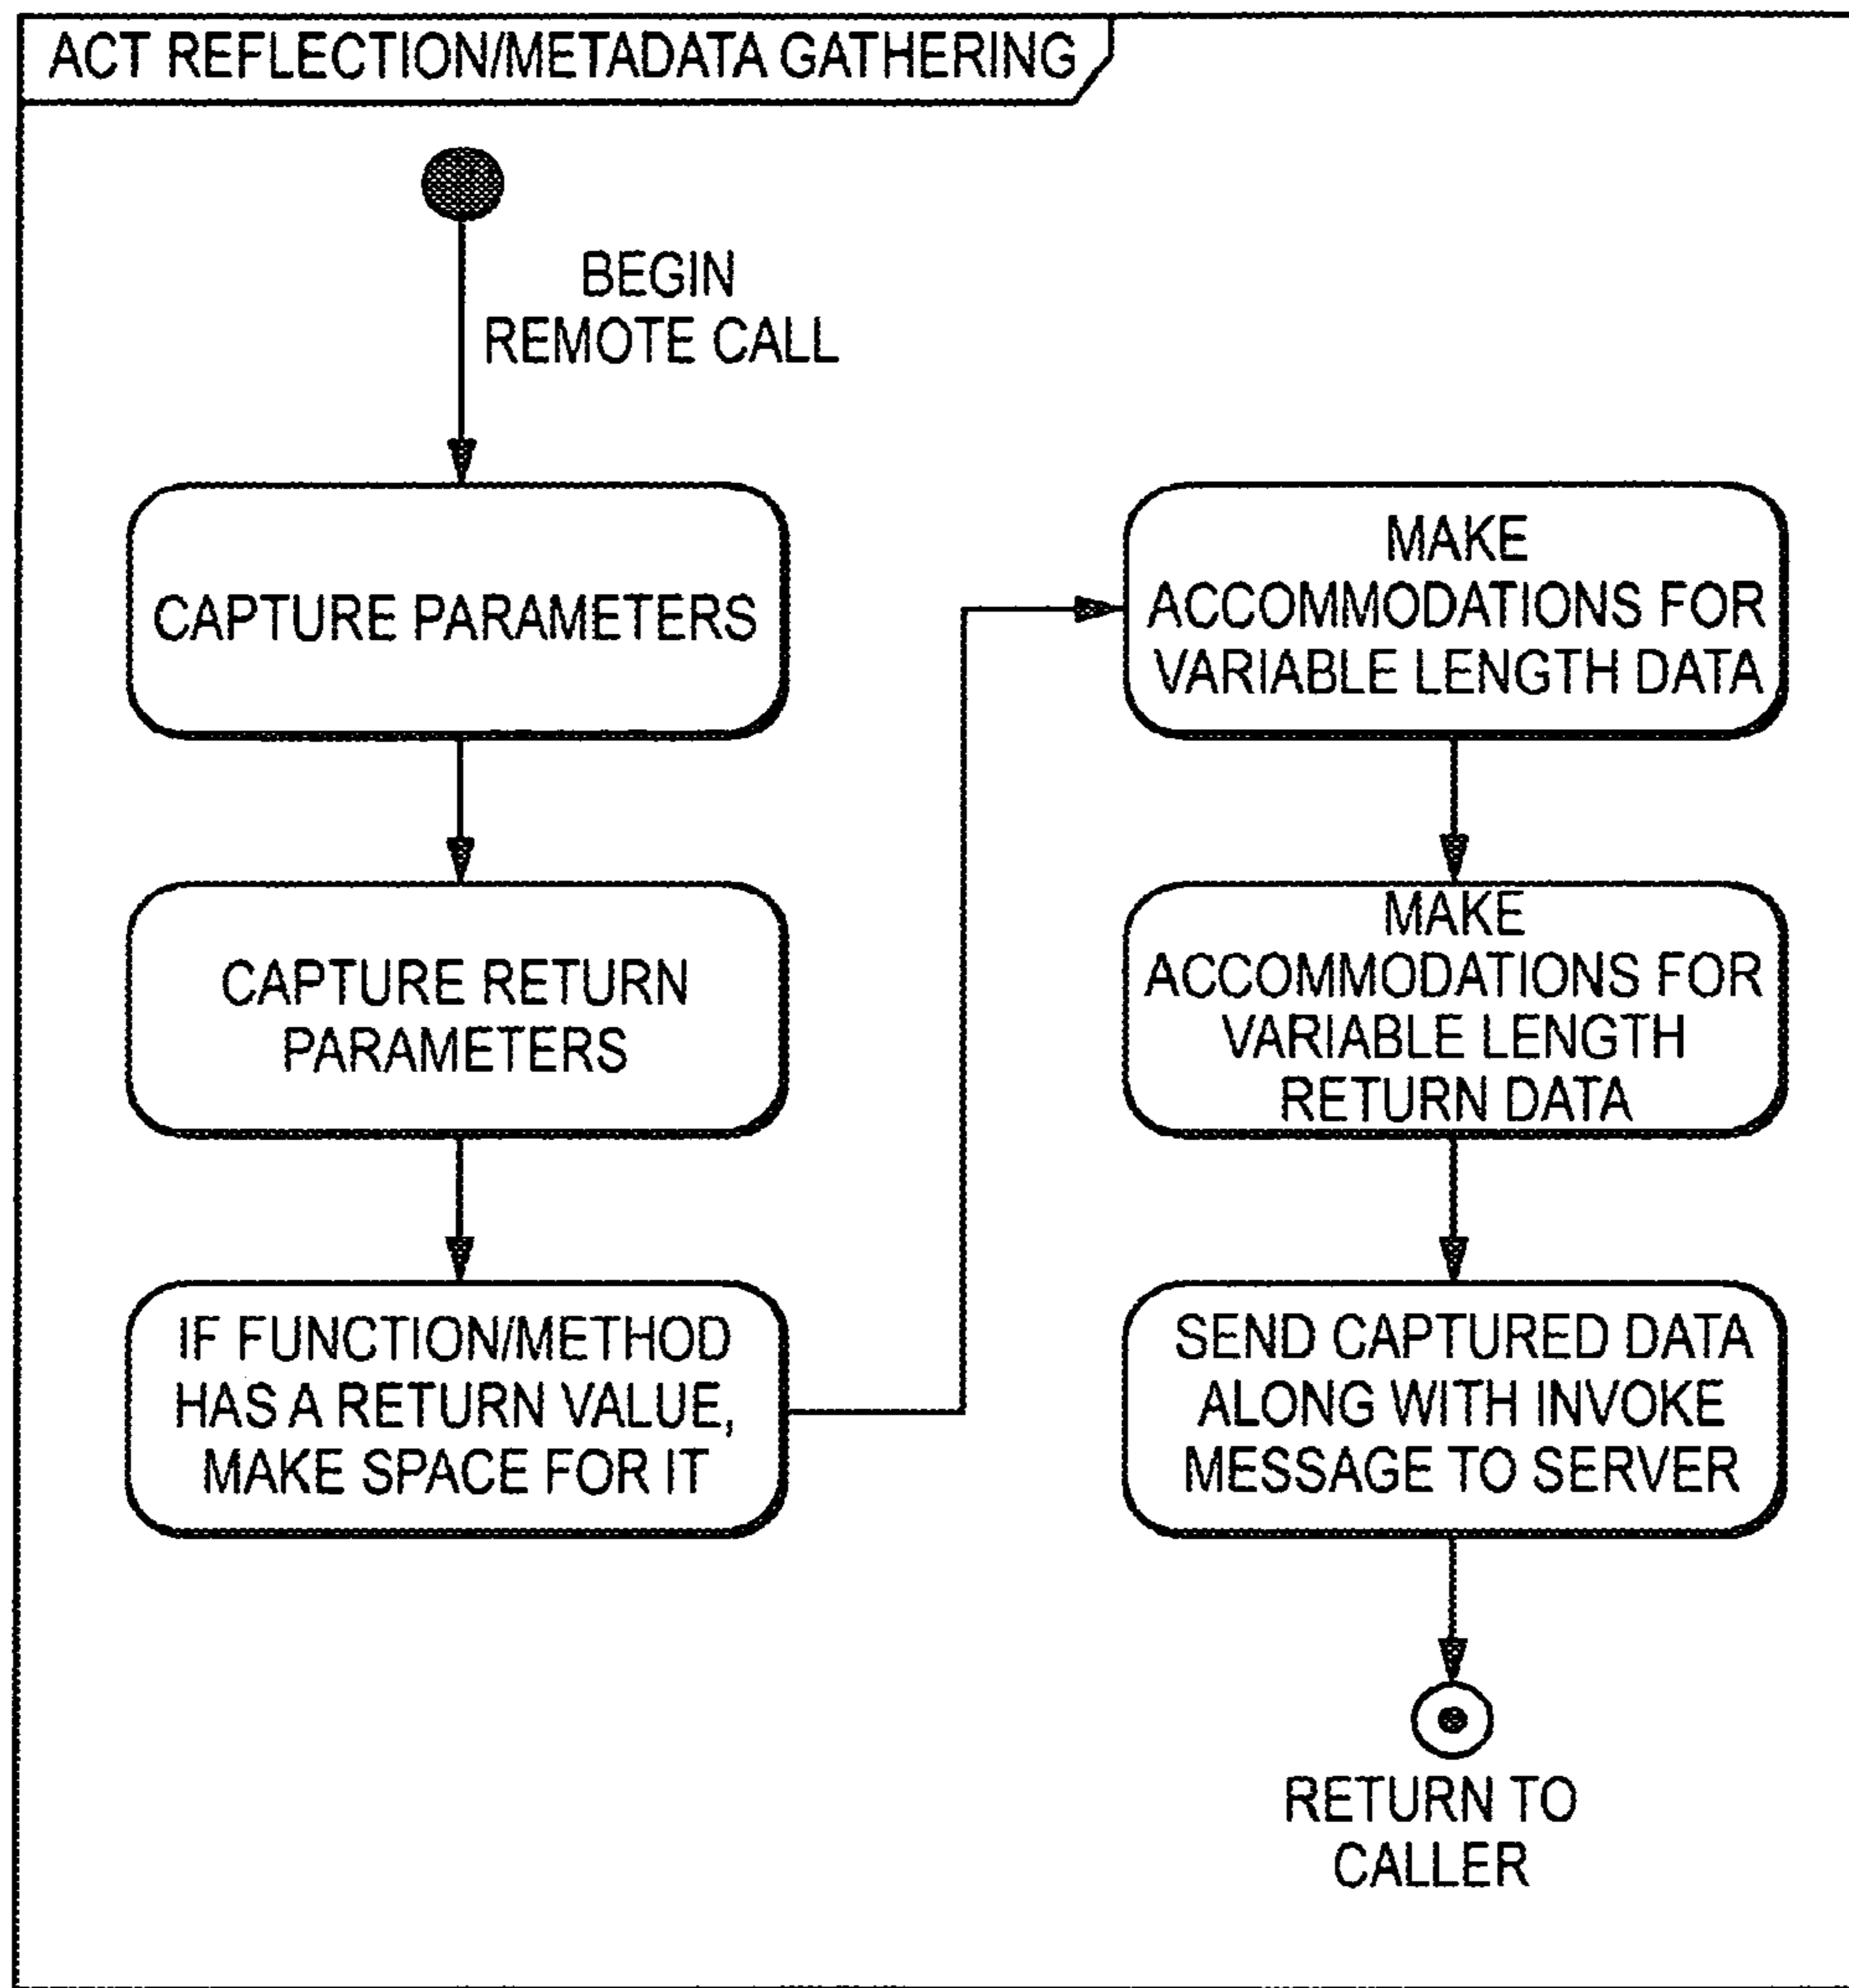 ACT REFLECTION/METADATA GATHERING
BEGIN
REMOTE CALL
CAPTURE PARAMETERS
CAPTURE RETURN
PARAMETERS
IF FUNCTION/METHOD
HAS A RETURN VALUE,
MAKE SPACE FOR IT
MAKE
ACCOMMODATIONS FOR
VARIABLE LENGTH DATA
MAKE
ACCOMMODATIONS FOR
VARIABLE LENGTH
RETURN DATA
SEND CAPTURED DATA
ALONG WITH INVOKE
MESSAGE TO SERVER
RETURN TO
CALLER